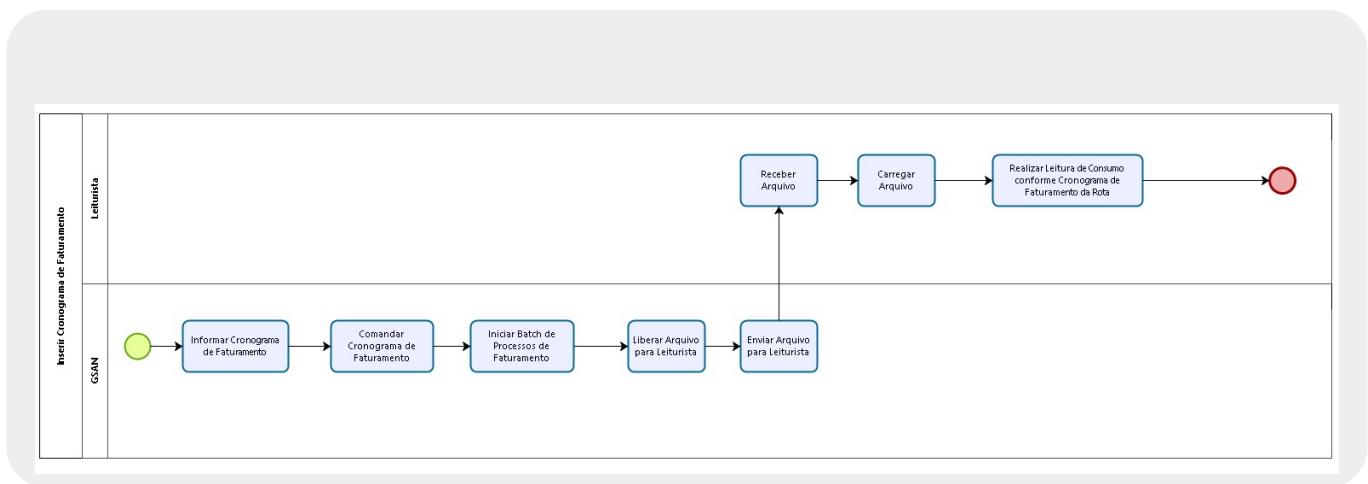 Inserir Cronograma de Faturamento
Leiturista
Receber
Arquivo
Carregar
Arquivo
Realizar Leitura de Consumo
conforme Cronograma de
Faturamento da Rota
GSAN
Informar Cronograma
de Faturamento
Comandar
Cronograma de
Faturamento
Iniciar Batch de
Processos de
Faturamento
Liberar Arquivo
para Leiturista
Enviar Arquivo
para Leiturista